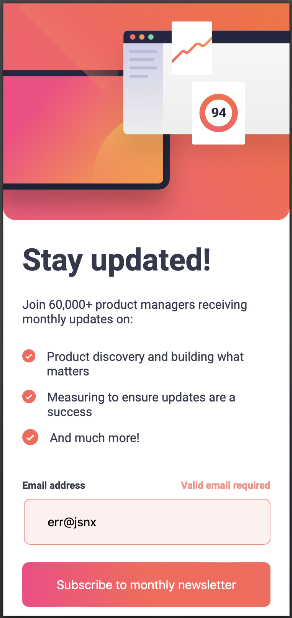 94
Stay updated!
Join 60,000+ product managers receiving
monthly updates on:
Product discovery and building what
matters
Measuring to ensure updates are a
success
And much more!
Email address Valid email required
err@jsnx
Subscribe to monthly newsletter